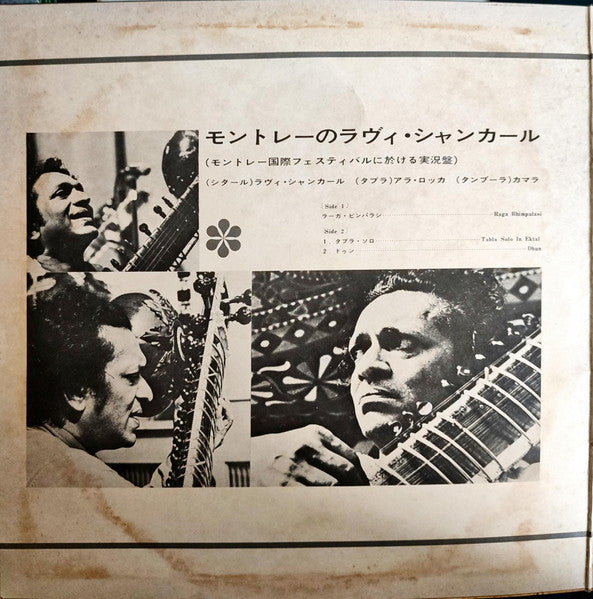 モントレーのラヴィ・シャンカール
(モントレー国際フェスティバルに於ける実況盤)
(シタール)ラヴィ・シャンカール (タブラ)アラ・ロッカ (タンブーラ)カマラ
〔Side 1〕
ラーガ・ビンパラシ……Raga Bhimpalasi
Side 2
1. タブラ・ソロ……Tabla Solo In Ektal
2. ドゥン……Dhun